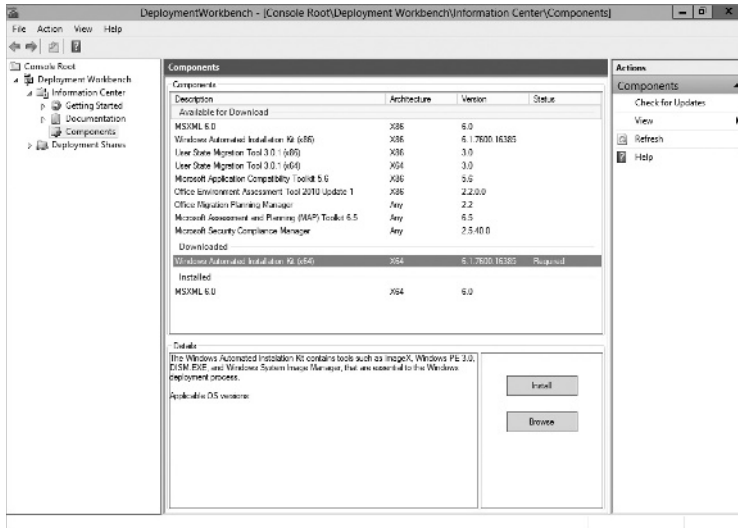 DeploymentWorkbench - [Console Root\Deployment Workbench\Information Center\Components]
File Action View Help
Console Root
Deployment Workbench
Information Center
Getting Started
Documentation
Components
Deployment Shares
Components
Components
Description Architecture Version Status
Available for Download
MSXML 6.0 X86 6.0
Windows Automated Installation Kit (x86) X86 6.1.7600.16385
User State Migration Tool 3.0.1 (x86) X86 3.0
User State Migration Tool 3.0.1 (x64) X64 3.0
Microsoft Application Compatibility Toolkit 5.6 X86 5.6
Office Environment Assessment Tool 2010 Update 1 X86 2.2.0.0
Office Migration Planning Manager Any 2.2
Microsoft Assessment and Planning (MAP) Toolkit 6.5 Any 6.5
Microsoft Security Compliance Manager Any 2.5.40.0
Downloaded
Windows Automated Installation Kit (x64) X64 6.1.7600.16385 Required
Installed
MSXML 6.0 X64 6.0
Details
The Windows Automated Installation Kit contains tools such as ImageX, Windows PE 3.0,
DISM.EXE, and Windows System Image Manager, that are essential to the Windows
deployment process.
Applicable OS versions:
Install
Browse
Actions
Components
Check for Updates
View
Refresh
Help